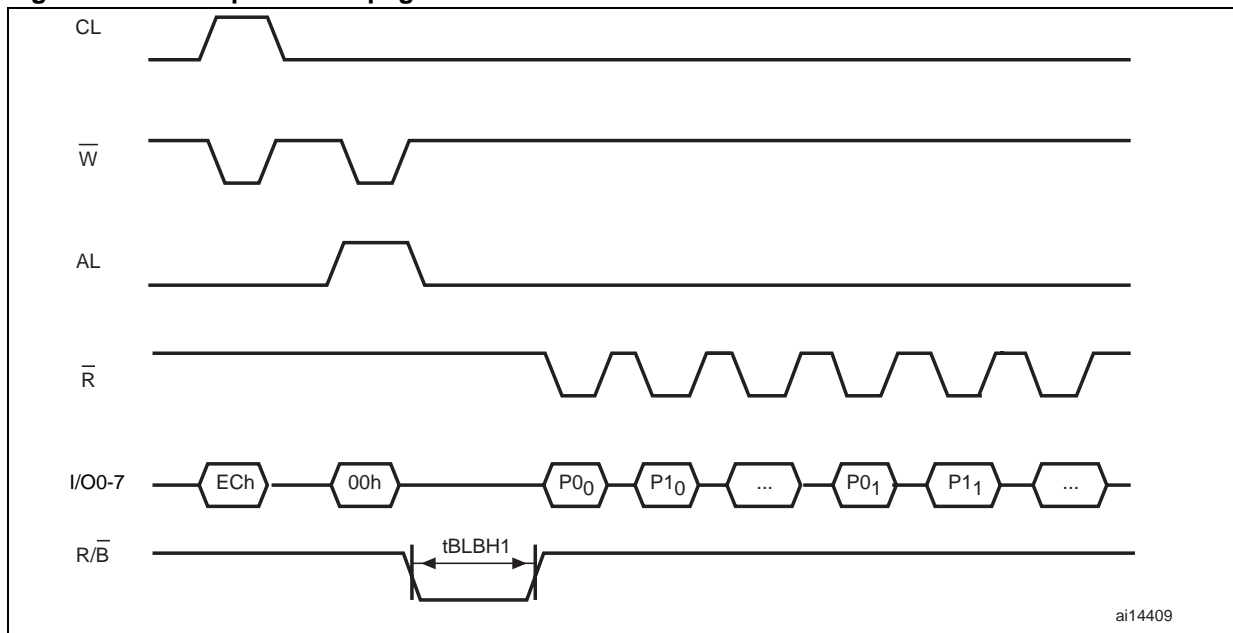 CL
W̅
AL
R̅
I/O0-7 ECh 00h P0₀ P1₀ ... P0₁ P1₁ ...
R/B̅ tBLBH1
ai14409